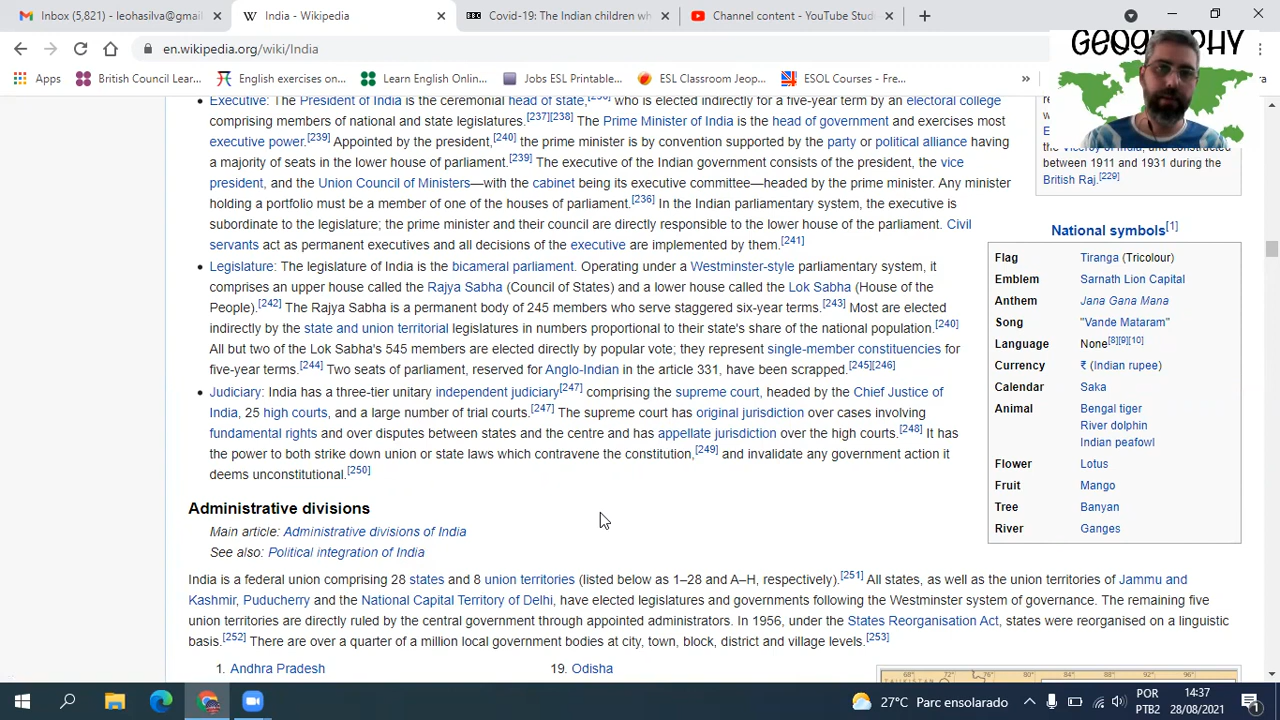 Inbox (5,821) - leohasilva@gmail
India - Wikipedia
Covid-19: The Indian children wh
Channel content - YouTube Stud
en.wikipedia.org/wiki/India
GEOGRAPHY
Apps
British Council Lear...
English exercises on...
Learn English Online...
Jobs ESL Printable...
ESL Classroom Jeop...
ESOL Courses - Fre...
»
• Executive: The President of India is the ceremonial head of state,[236] who is elected indirectly for a five-year term by an electoral college
comprising members of national and state legislatures.[237][238] The Prime Minister of India is the head of government and exercises most
executive power.[239] Appointed by the president,[240] the prime minister is by convention supported by the party or political alliance having
a majority of seats in the lower house of parliament.[239] The executive of the Indian government consists of the president, the vice
president, and the Union Council of Ministers—with the cabinet being its executive committee—headed by the prime minister. Any minister
holding a portfolio must be a member of one of the houses of parliament.[236] In the Indian parliamentary system, the executive is
subordinate to the legislature; the prime minister and their council are directly responsible to the lower house of the parliament. Civil
servants act as permanent executives and all decisions of the executive are implemented by them.[241]
• Legislature: The legislature of India is the bicameral parliament. Operating under a Westminster-style parliamentary system, it
comprises an upper house called the Rajya Sabha (Council of States) and a lower house called the Lok Sabha (House of the
People).[242] The Rajya Sabha is a permanent body of 245 members who serve staggered six-year terms.[243] Most are elected
indirectly by the state and union territorial legislatures in numbers proportional to their state's share of the national population.[240]
All but two of the Lok Sabha's 545 members are elected directly by popular vote; they represent single-member constituencies for
five-year terms.[244] Two seats of parliament, reserved for Anglo-Indian in the article 331, have been scrapped.[245][246]
• Judiciary: India has a three-tier unitary independent judiciary[247] comprising the supreme court, headed by the Chief Justice of
India, 25 high courts, and a large number of trial courts.[247] The supreme court has original jurisdiction over cases involving
fundamental rights and over disputes between states and the centre and has appellate jurisdiction over the high courts.[248] It has
the power to both strike down union or state laws which contravene the constitution,[249] and invalidate any government action it
deems unconstitutional.[250]
between 1911 and 1931 during the
British Raj.[229]
National symbols[1]
Flag Tiranga (Tricolour)
Emblem Sarnath Lion Capital
Anthem Jana Gana Mana
Song "Vande Mataram"
Language None[8][9][10]
Currency ₹ (Indian rupee)
Calendar Saka
Animal Bengal tiger
River dolphin
Indian peafowl
Flower Lotus
Fruit Mango
Tree Banyan
River Ganges
Administrative divisions
Main article: Administrative divisions of India
See also: Political integration of India
India is a federal union comprising 28 states and 8 union territories (listed below as 1–28 and A–H, respectively).[251] All states, as well as the union territories of Jammu and
Kashmir, Puducherry and the National Capital Territory of Delhi, have elected legislatures and governments following the Westminster system of governance. The remaining five
union territories are directly ruled by the central government through appointed administrators. In 1956, under the States Reorganisation Act, states were reorganised on a linguistic
basis.[252] There are over a quarter of a million local government bodies at city, town, block, district and village levels.[253]
1. Andhra Pradesh
19. Odisha
68° 72° 76° 80° 84° 88° 92° 96°
27°C Parc ensolarado
POR
PTB2
14:37
28/08/2021